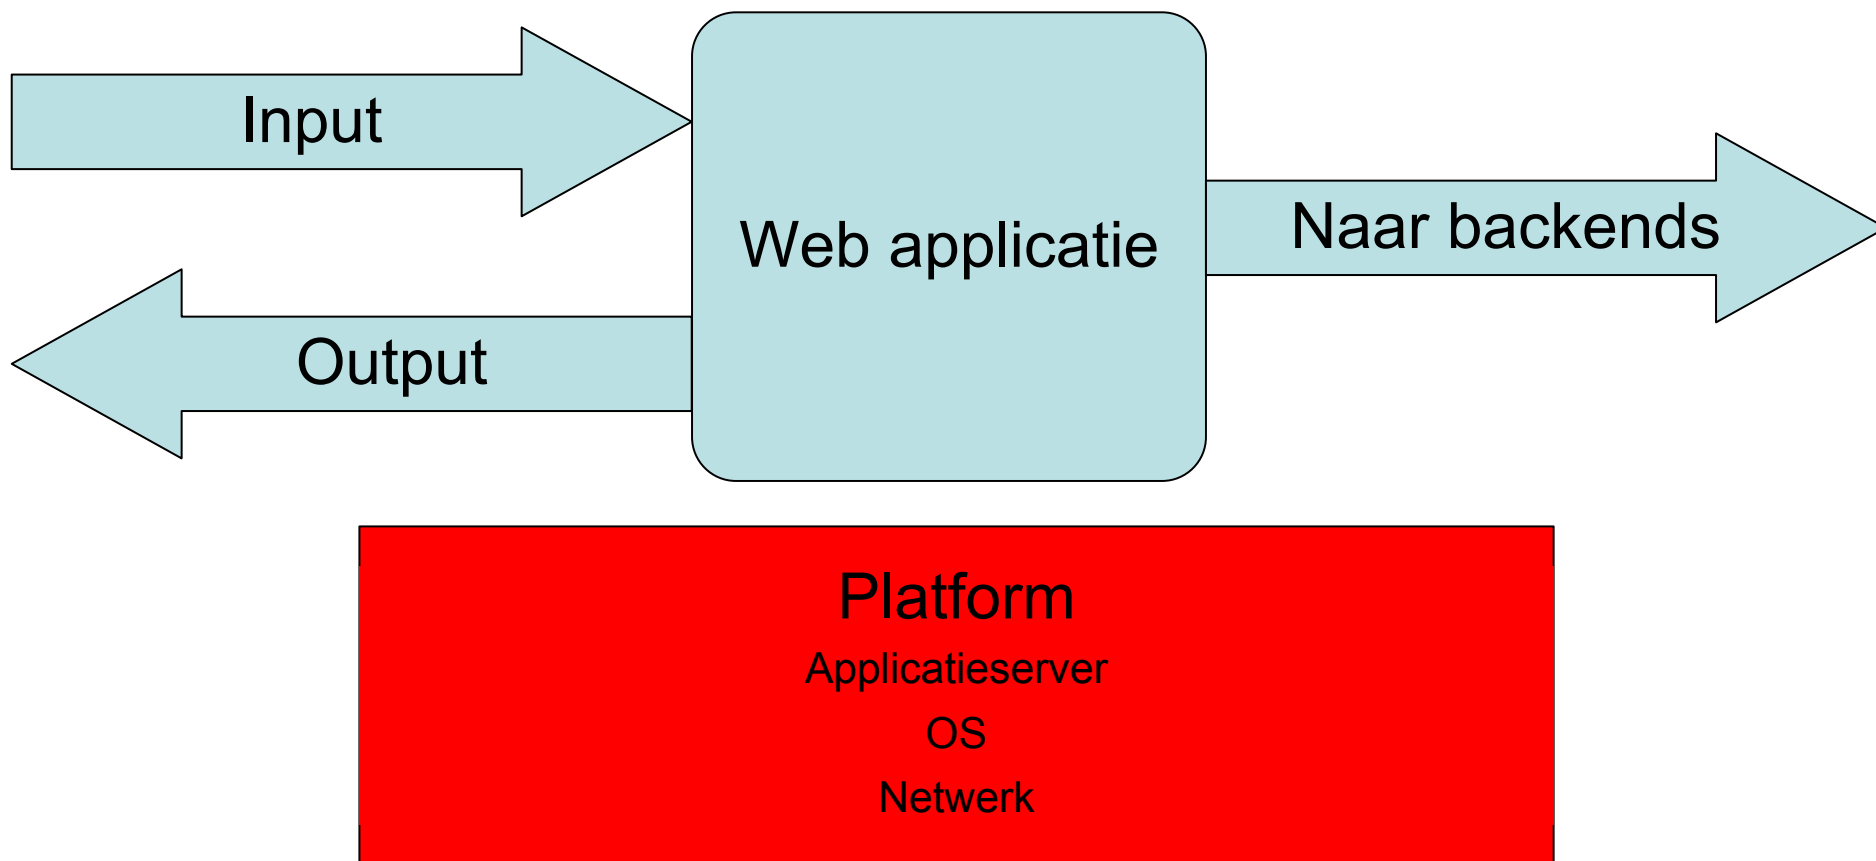 Input
Web applicatie
Naar backends
Output
Platform
Applicatieserver
OS
Netwerk